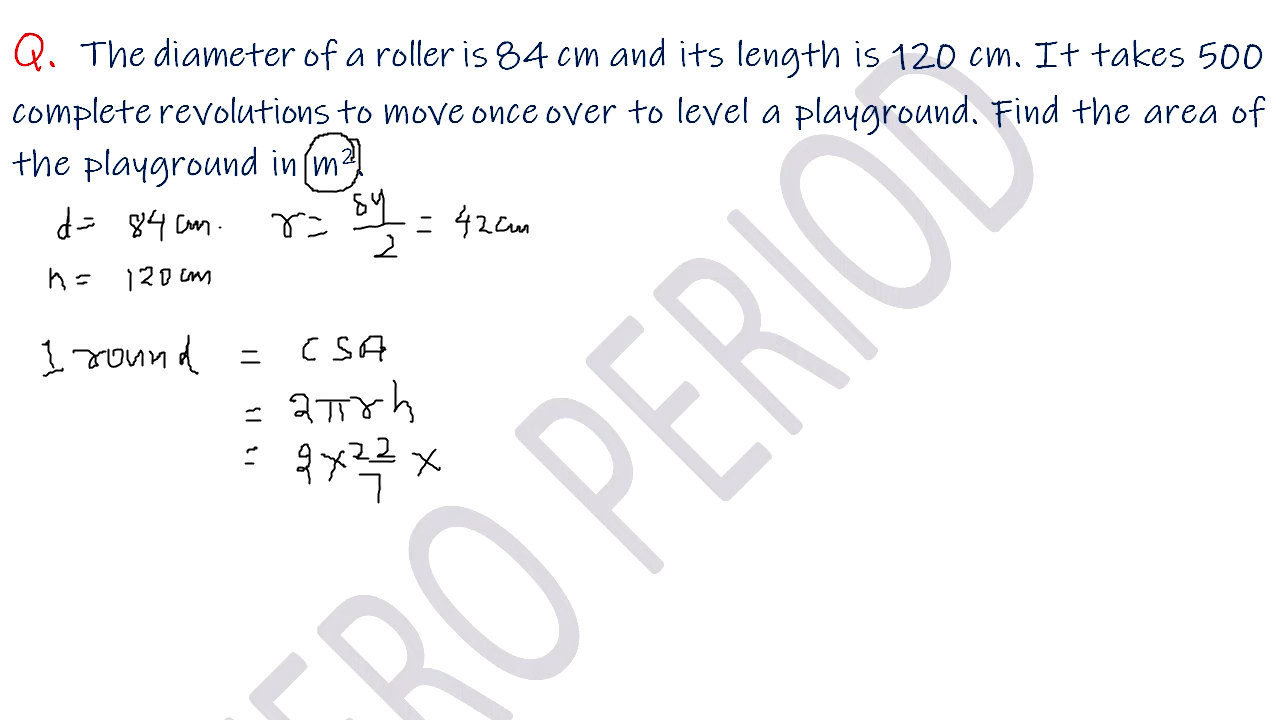 Q. The diameter of a roller is 84 cm and its length is 120 cm. It takes 500
complete revolutions to move once over to level a playground. Find the area of
the playground in m².
d = 84 cm. r = 84/2 = 42 cm
h = 120 cm
1 round = CSA
= 2πrh
= 2 × 22/7 ×
ERO PERIOD